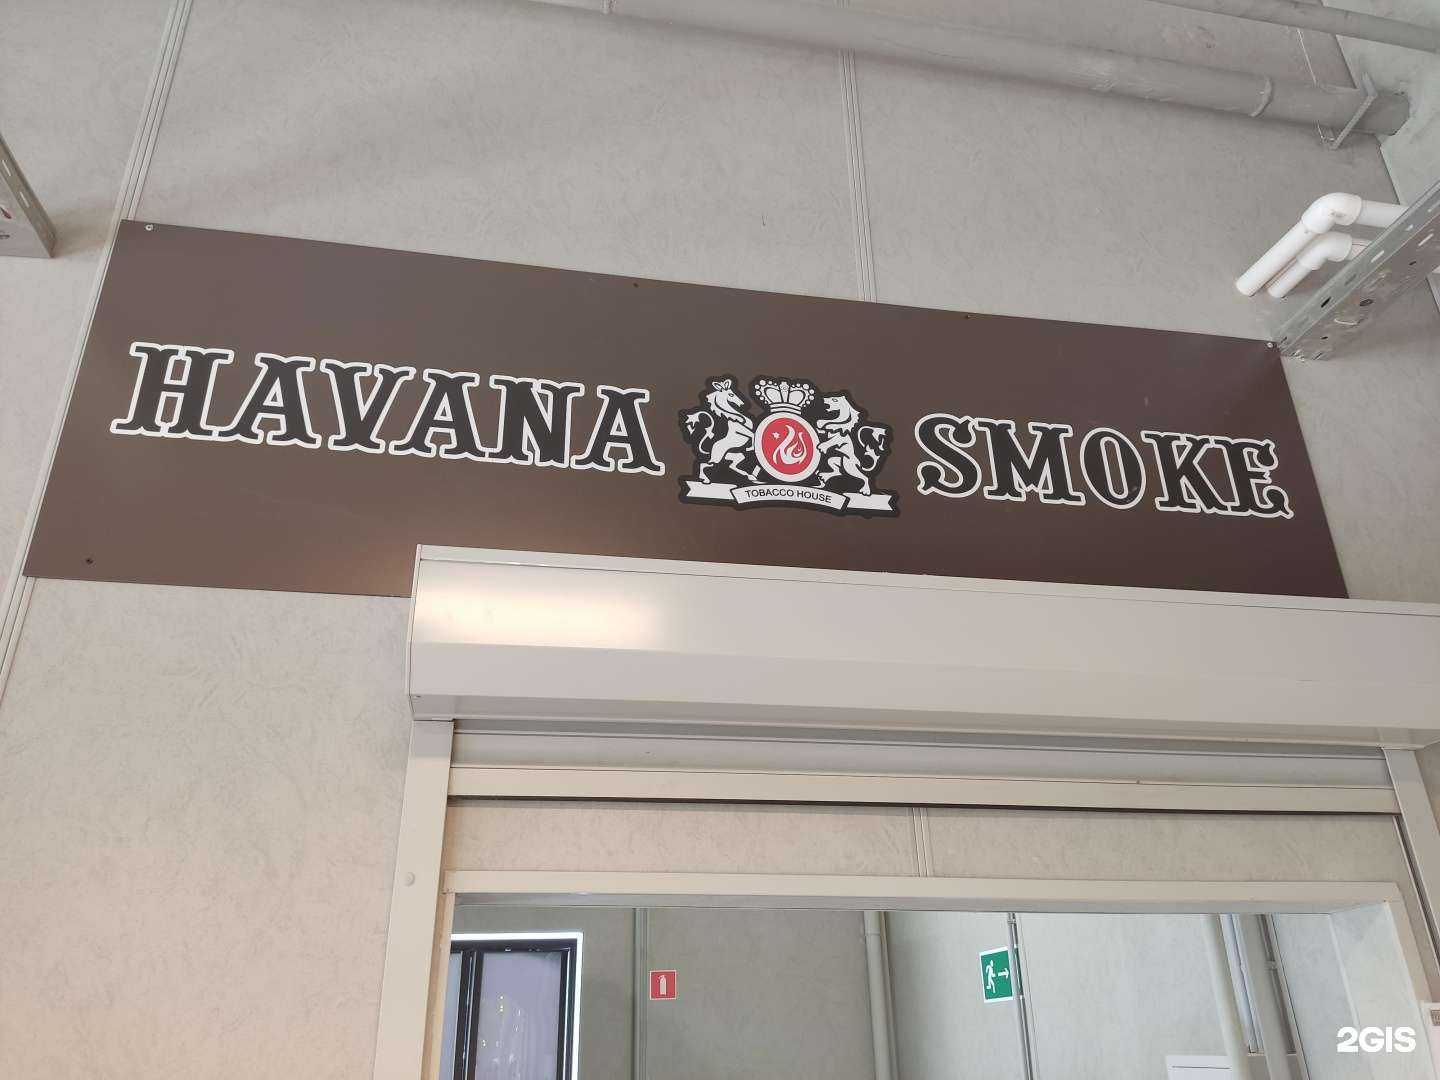 HAVANA SMOKE
TOBACCO HOUSE
2GIS